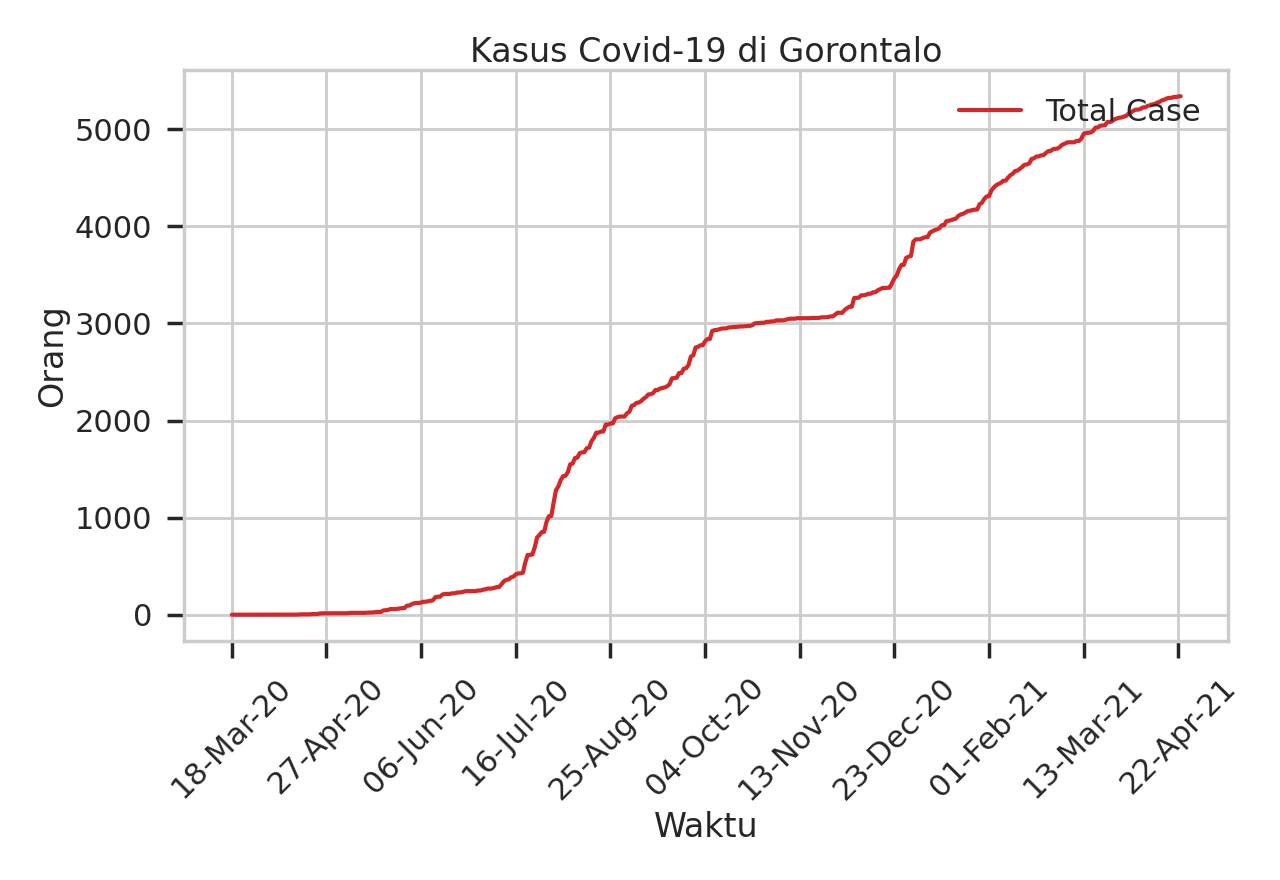 Kasus Covid-19 di Gorontalo
Total Case
5000
4000
3000
2000
1000
0
Orang
18-Mar-20
27-Apr-20
06-Jun-20
16-Jul-20
25-Aug-20
04-Oct-20
13-Nov-20
23-Dec-20
01-Feb-21
13-Mar-21
22-Apr-21
Waktu